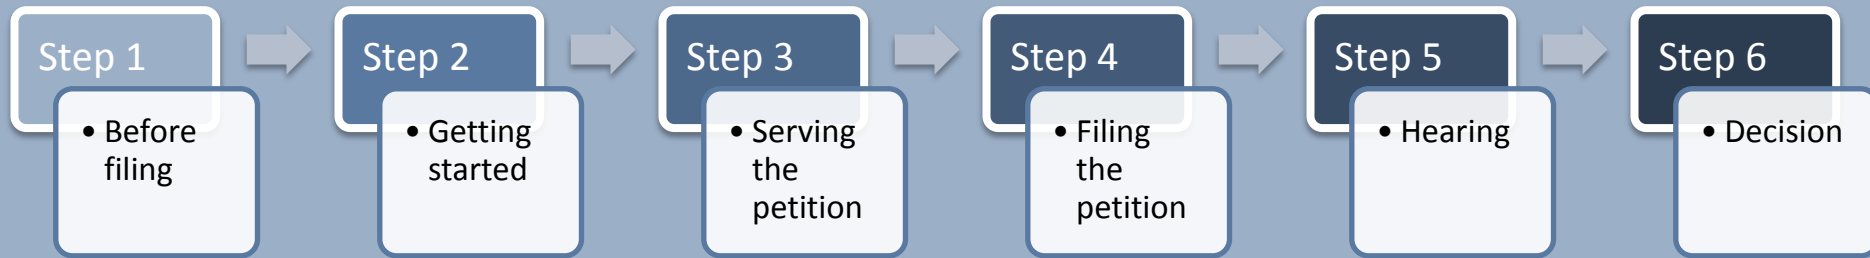 Step 1
• Before
filing
Step 2
• Getting
started
Step 3
• Serving
the
petition
Step 4
• Filing
the
petition
Step 5
• Hearing
Step 6
• Decision